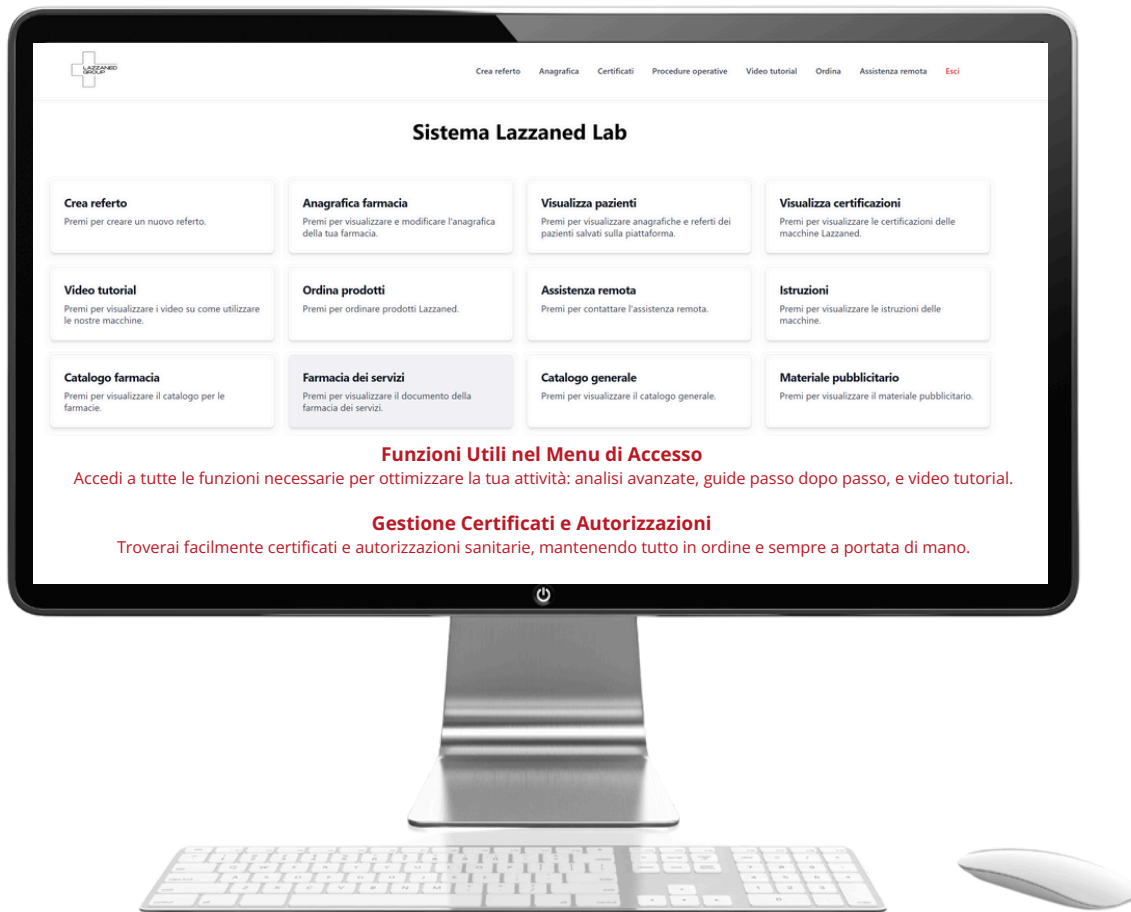 LAZZANED
GROUP
Crea referto Anagrafica Certificati Procedure operative Video tutorial Ordina Assistenza remota Esci
Sistema Lazzaned Lab
Crea referto
Premi per creare un nuovo referto.
Anagrafica farmacia
Premi per visualizzare e modificare l'anagrafica
della tua farmacia.
Visualizza pazienti
Premi per visualizzare anagrafiche e referti dei
pazienti salvati sulla piattaforma.
Visualizza certificazioni
Premi per visualizzare le certificazioni delle
macchine Lazzaned.
Video tutorial
Premi per visualizzare i video su come utilizzare
le nostre macchine.
Ordina prodotti
Premi per ordinare prodotti Lazzaned.
Assistenza remota
Premi per contattare l'assistenza remota.
Istruzioni
Premi per visualizzare le istruzioni delle
macchine.
Catalogo farmacia
Premi per visualizzare il catalogo per le
farmacie.
Farmacia dei servizi
Premi per visualizzare il documento della
farmacia dei servizi.
Catalogo generale
Premi per visualizzare il catalogo generale.
Materiale pubblicitario
Premi per visualizzare il materiale pubblicitario.
Funzioni Utili nel Menu di Accesso
Accedi a tutte le funzioni necessarie per ottimizzare la tua attività: analisi avanzate, guide passo dopo passo, e video tutorial.
Gestione Certificati e Autorizzazioni
Troverai facilmente certificati e autorizzazioni sanitarie, mantenendo tutto in ordine e sempre a portata di mano.